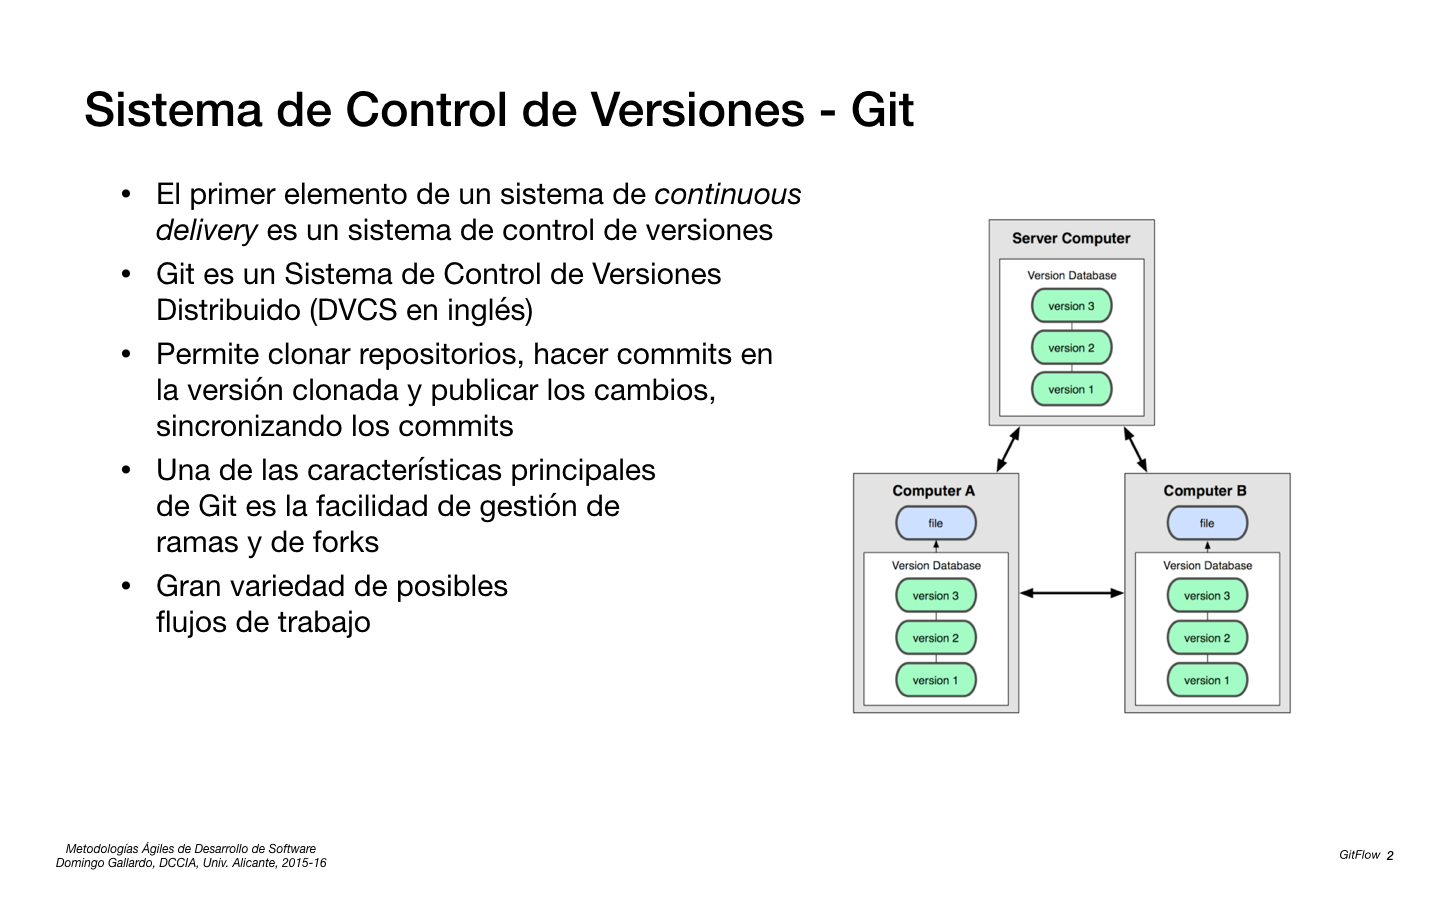 Sistema de Control de Versiones - Git
• El primer elemento de un sistema de continuous
delivery es un sistema de control de versiones
• Git es un Sistema de Control de Versiones
Distribuido (DVCS en inglés)
• Permite clonar repositorios, hacer commits en
la versión clonada y publicar los cambios,
sincronizando los commits
• Una de las características principales
de Git es la facilidad de gestión de
ramas y de forks
• Gran variedad de posibles
flujos de trabajo
Server Computer
Version Database
version 3
version 2
version 1
Computer A
file
Version Database
version 3
version 2
version 1
Computer B
file
Version Database
version 3
version 2
version 1
Metodologías Ágiles de Desarrollo de Software
Domingo Gallardo, DCCIA, Univ. Alicante, 2015-16
GitFlow 2